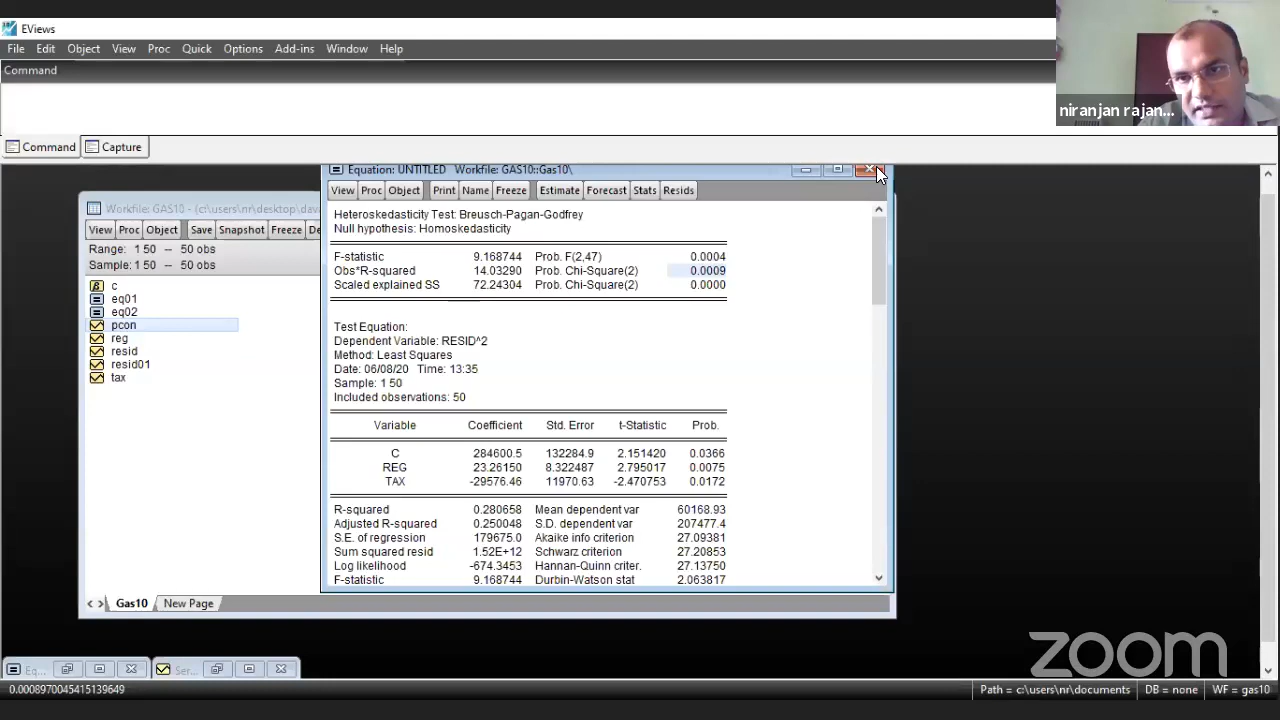 EViews
File Edit Object View Proc Quick Options Add-ins Window Help
Command
niranjan rajan...
Command Capture
Equation: UNTITLED Workfile: GAS10::Gas10\
View Proc Object Print Name Freeze Estimate Forecast Stats Resids
Workfile: GAS10 - (c:\users\nr\desktop\dava
View Proc Object Save Snapshot Freeze De
Range: 1 50 -- 50 obs
Sample: 1 50 -- 50 obs
c
eq01
eq02
pcon
reg
resid
resid01
tax
Heteroskedasticity Test: Breusch-Pagan-Godfrey
Null hypothesis: Homoskedasticity
F-statistic 9.168744 Prob. F(2,47) 0.0004
Obs*R-squared 14.03290 Prob. Chi-Square(2) 0.0009
Scaled explained SS 72.24304 Prob. Chi-Square(2) 0.0000
Test Equation:
Dependent Variable: RESID^2
Method: Least Squares
Date: 06/08/20 Time: 13:35
Sample: 1 50
Included observations: 50
Variable Coefficient Std. Error t-Statistic Prob.
C 284600.5 132284.9 2.151420 0.0366
REG 23.26150 8.322487 2.795017 0.0075
TAX -29576.46 11970.63 -2.470753 0.0172
R-squared 0.280658 Mean dependent var 60168.93
Adjusted R-squared 0.250048 S.D. dependent var 207477.4
S.E. of regression 179675.0 Akaike info criterion 27.09381
Sum squared resid 1.52E+12 Schwarz criterion 27.20853
Log likelihood -674.3453 Hannan-Quinn criter. 27.13750
F-statistic 9.168744 Durbin-Watson stat 2.063817
Gas10 New Page
zoom
Eq... Ser...
0.0008970045415139649
Path = c:\users\nr\documents DB = none WF = gas10